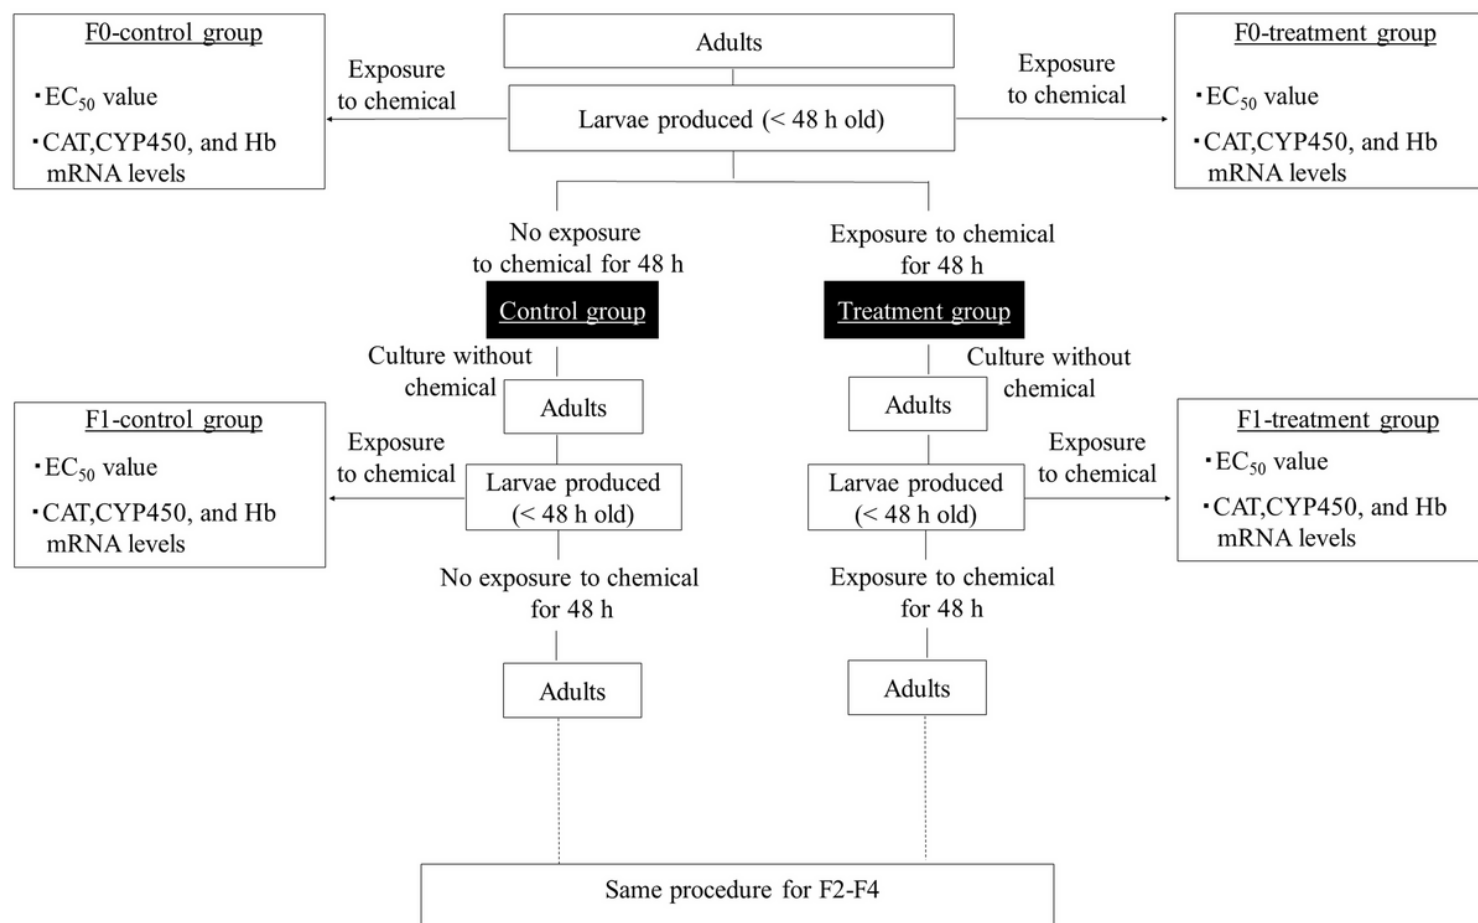 F0-control group
・EC50 value
・CAT,CYP450, and Hb
mRNA levels
Exposure
to chemical
Adults
Larvae produced (< 48 h old)
Exposure
to chemical
F0-treatment group
・EC50 value
・CAT,CYP450, and Hb
mRNA levels
No exposure
to chemical for 48 h
Exposure to chemical
for 48 h
Control group
Treatment group
Culture without
chemical
Culture without
chemical
Adults
Adults
F1-control group
・EC50 value
・CAT,CYP450, and Hb
mRNA levels
Exposure
to chemical
Larvae produced
(< 48 h old)
Larvae produced
(< 48 h old)
Exposure
to chemical
F1-treatment group
・EC50 value
・CAT,CYP450, and Hb
mRNA levels
No exposure to chemical
for 48 h
Exposure to chemical
for 48 h
Adults
Adults
Same procedure for F2-F4